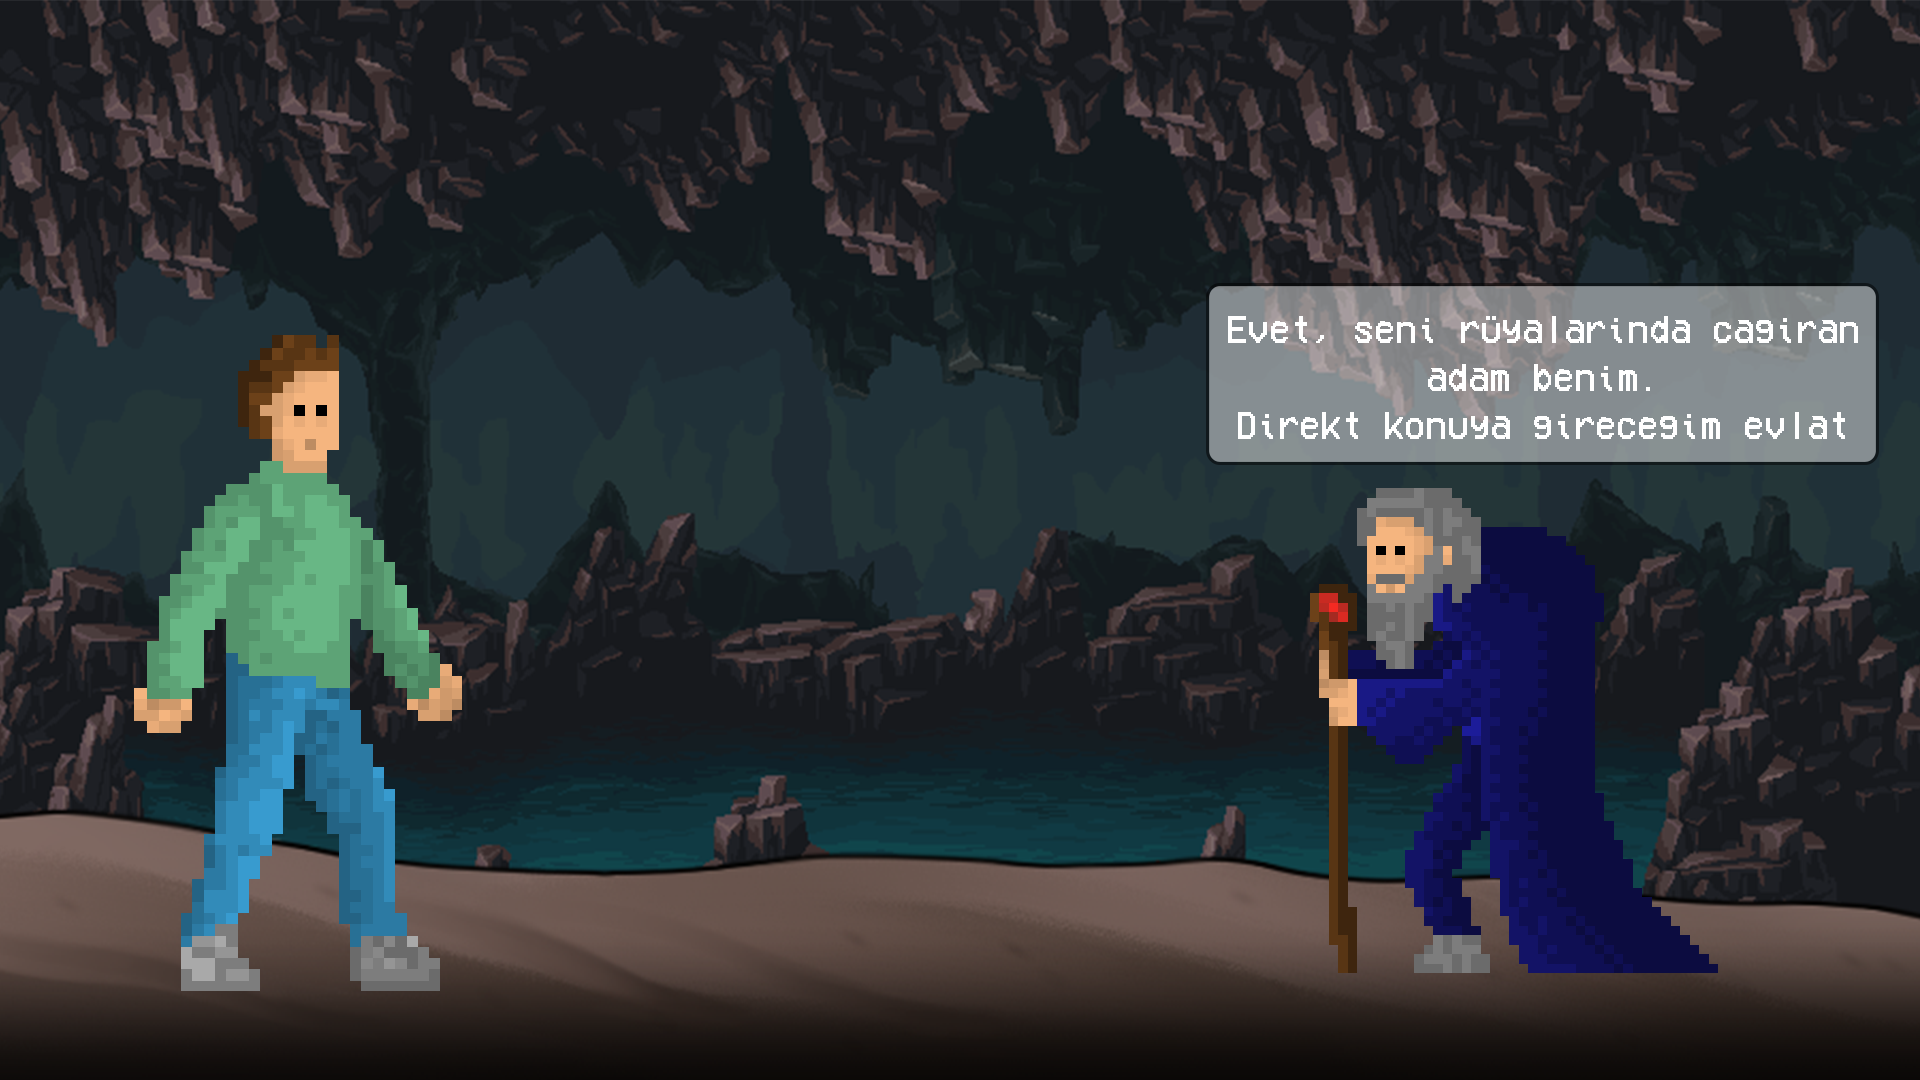 Evet, seni rüyalarinda cagiran
adam benim.
Direkt konuya girecegim evlat